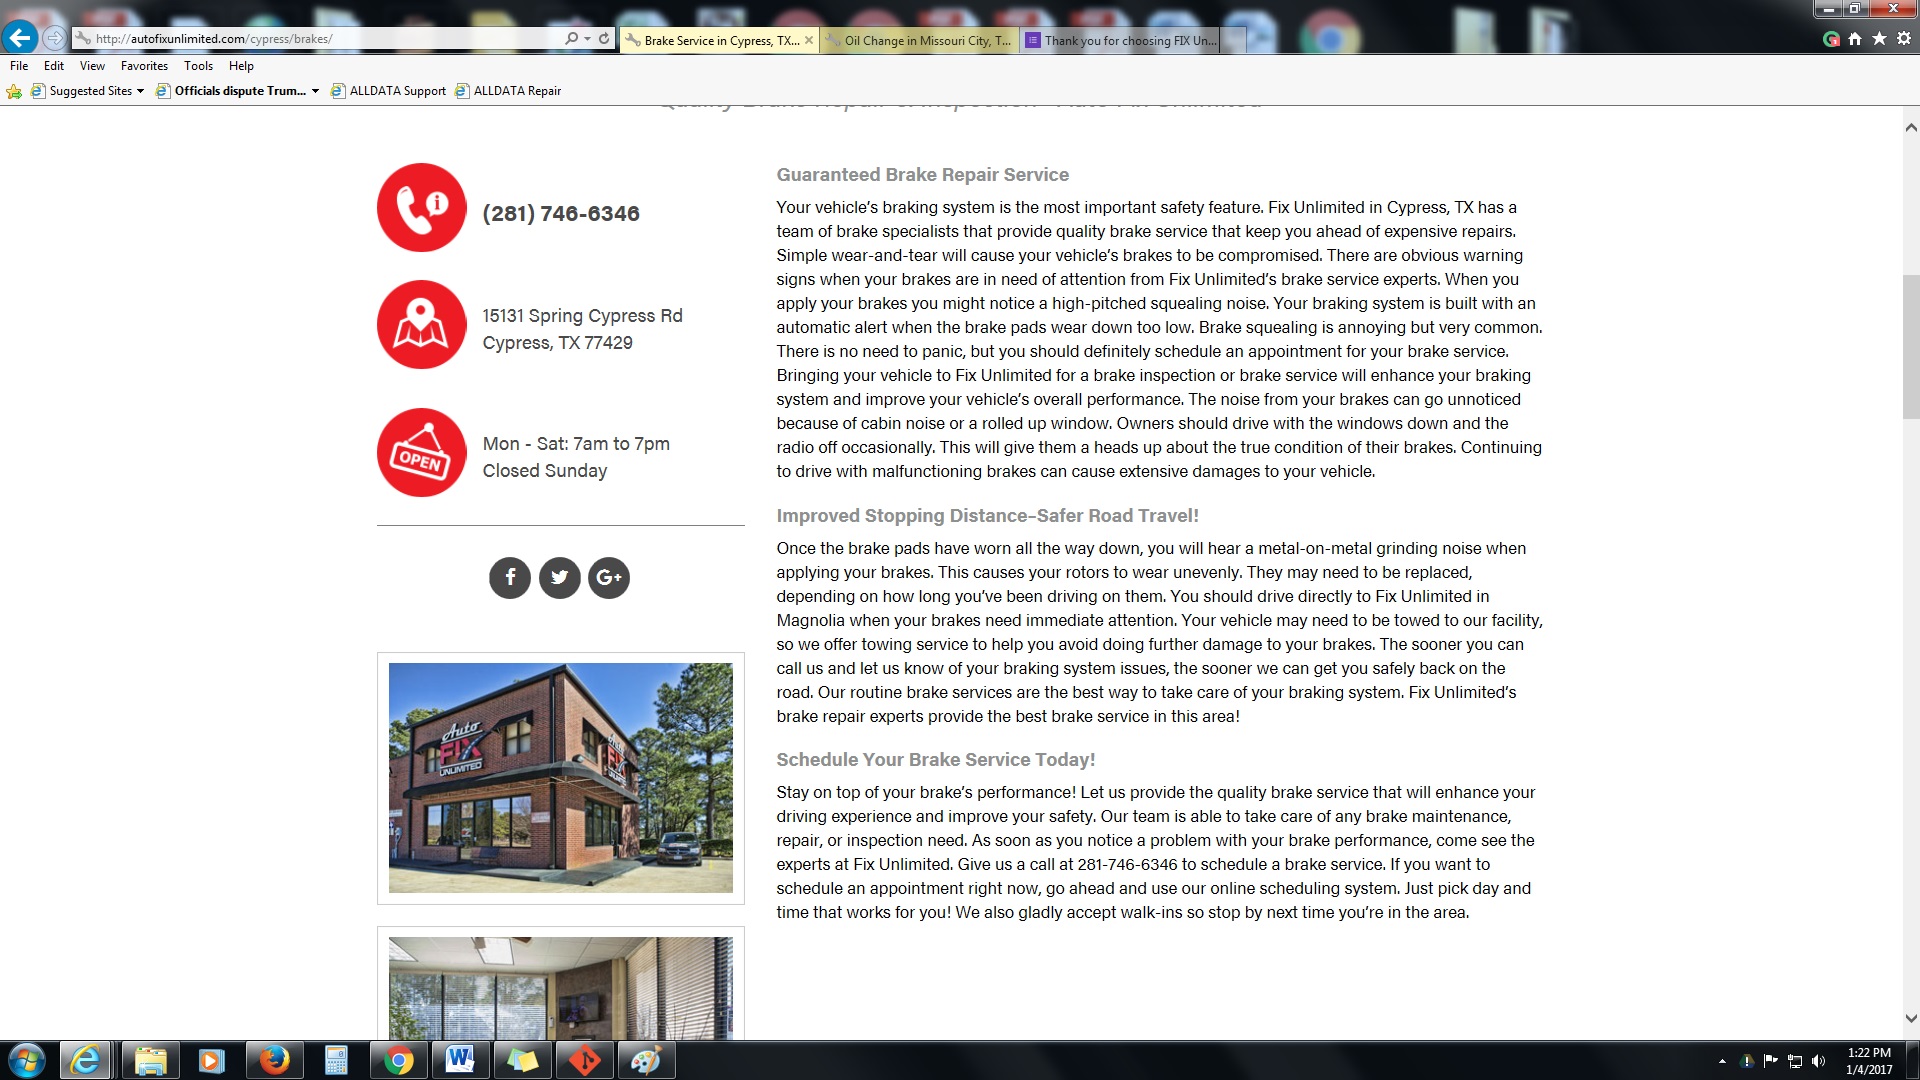 http://autofixunlimited.com/cypress/brakes/
Brake Service in Cypress, TX...
Oil Change in Missouri City, T...
Thank you for choosing FIX Un...
File Edit View Favorites Tools Help
Suggested Sites
Officials dispute Trum...
ALLDATA Support
ALLDATA Repair
Quality Brake Repair & Inspection - Auto Fix Unlimited
(281) 746-6346
15131 Spring Cypress Rd
Cypress, TX 77429
OPEN
Mon - Sat: 7am to 7pm
Closed Sunday
Auto
FIX
UNLIMITED
Auto
FIX
UNLIMITED
Guaranteed Brake Repair Service
Your vehicle’s braking system is the most important safety feature. Fix Unlimited in Cypress, TX has a
team of brake specialists that provide quality brake service that keep you ahead of expensive repairs.
Simple wear-and-tear will cause your vehicle’s brakes to be compromised. There are obvious warning
signs when your brakes are in need of attention from Fix Unlimited’s brake service experts. When you
apply your brakes you might notice a high-pitched squealing noise. Your braking system is built with an
automatic alert when the brake pads wear down too low. Brake squealing is annoying but very common.
There is no need to panic, but you should definitely schedule an appointment for your brake service.
Bringing your vehicle to Fix Unlimited for a brake inspection or brake service will enhance your braking
system and improve your vehicle’s overall performance. The noise from your brakes can go unnoticed
because of cabin noise or a rolled up window. Owners should drive with the windows down and the
radio off occasionally. This will give them a heads up about the true condition of their brakes. Continuing
to drive with malfunctioning brakes can cause extensive damages to your vehicle.
Improved Stopping Distance–Safer Road Travel!
Once the brake pads have worn all the way down, you will hear a metal-on-metal grinding noise when
applying your brakes. This causes your rotors to wear unevenly. They may need to be replaced,
depending on how long you’ve been driving on them. You should drive directly to Fix Unlimited in
Magnolia when your brakes need immediate attention. Your vehicle may need to be towed to our facility,
so we offer towing service to help you avoid doing further damage to your brakes. The sooner you can
call us and let us know of your braking system issues, the sooner we can get you safely back on the
road. Our routine brake services are the best way to take care of your braking system. Fix Unlimited’s
brake repair experts provide the best brake service in this area!
Schedule Your Brake Service Today!
Stay on top of your brake’s performance! Let us provide the quality brake service that will enhance your
driving experience and improve your safety. Our team is able to take care of any brake maintenance,
repair, or inspection need. As soon as you notice a problem with your brake performance, come see the
experts at Fix Unlimited. Give us a call at 281-746-6346 to schedule a brake service. If you want to
schedule an appointment right now, go ahead and use our online scheduling system. Just pick day and
time that works for you! We also gladly accept walk-ins so stop by next time you’re in the area.
1:22 PM
1/4/2017